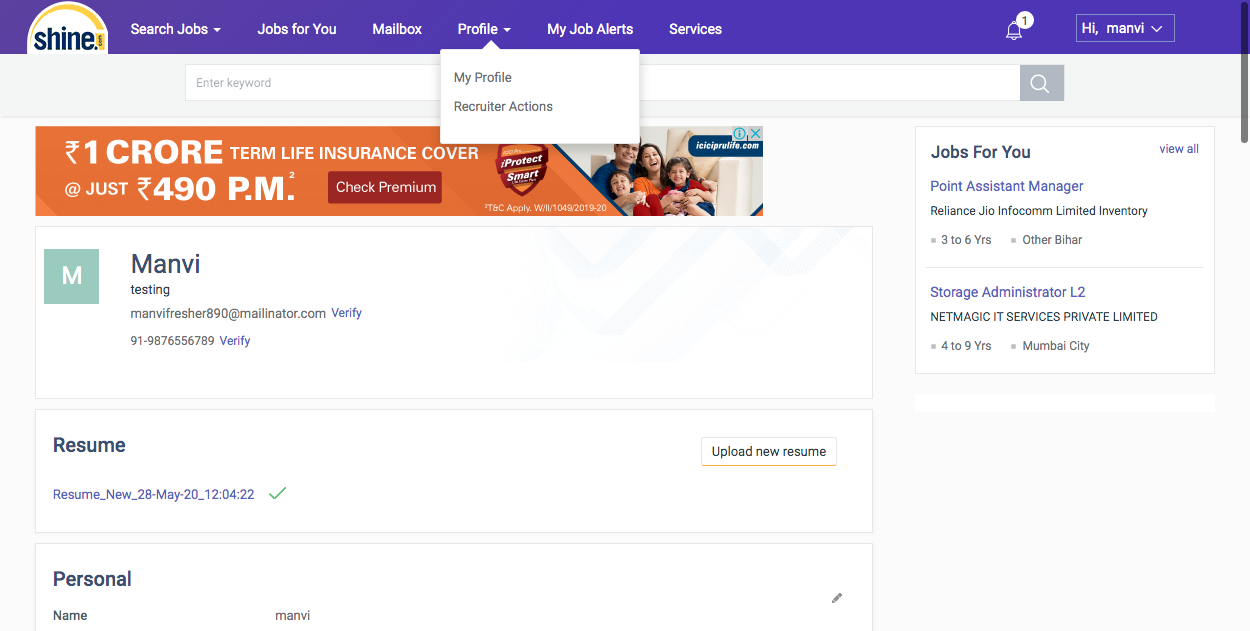 shine.com
Search Jobs
Jobs for You
Mailbox
Profile
My Job Alerts
Services
1
Hi, manvi
Enter keyword
My Profile
Recruiter Actions
₹1 CRORE TERM LIFE INSURANCE COVER
@ JUST ₹490 P.M.2
Check Premium
iProtect
Smart
iciciprulife.com
2T&C Apply. W/II/1049/2019-20
M
Manvi
testing
manvifresher890@mailinator.com Verify
91-9876556789 Verify
Resume
Upload new resume
Resume_New_28-May-20_12:04:22
Personal
Name manvi
Jobs For You
view all
Point Assistant Manager
Reliance Jio Infocomm Limited Inventory
3 to 6 Yrs Other Bihar
Storage Administrator L2
NETMAGIC IT SERVICES PRIVATE LIMITED
4 to 9 Yrs Mumbai City